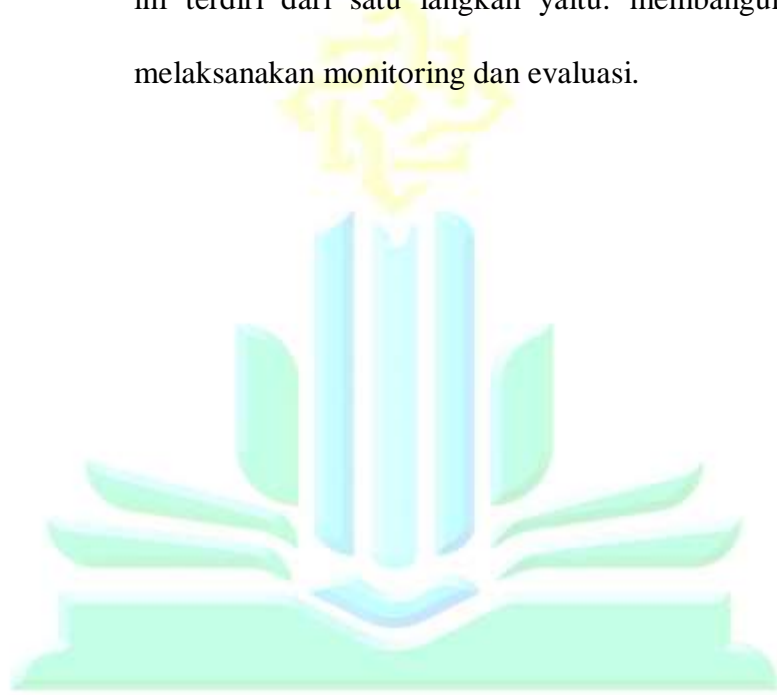 ini terdiri dari satu langkah yaitu: membangun
melaksanakan monitoring dan evaluasi.